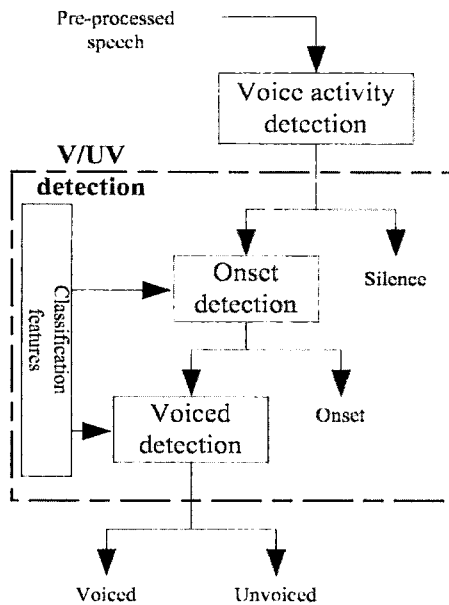 Pre-processed
speech
Voice activity
detection
V/UV
detection
Classification
features
Onset
detection
Silence
Voiced
detection
Onset
Voiced
Unvoiced